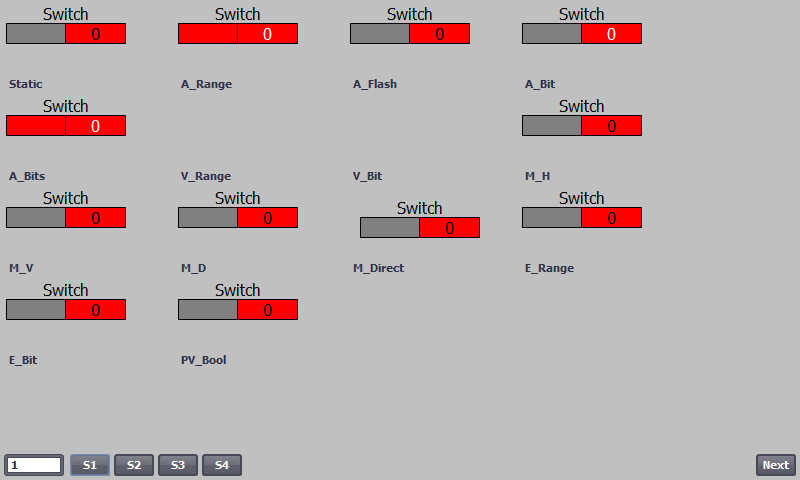 Switch Switch Switch Switch
0 0 0 0
Static A_Range A_Flash A_Bit
Switch Switch
0 0
A_Bits V_Range V_Bit M_H
Switch Switch Switch Switch
0 0 0 0
M_V M_D M_Direct E_Range
Switch Switch
0 0
E_Bit PV_Bool
1 S1 S2 S3 S4 Next